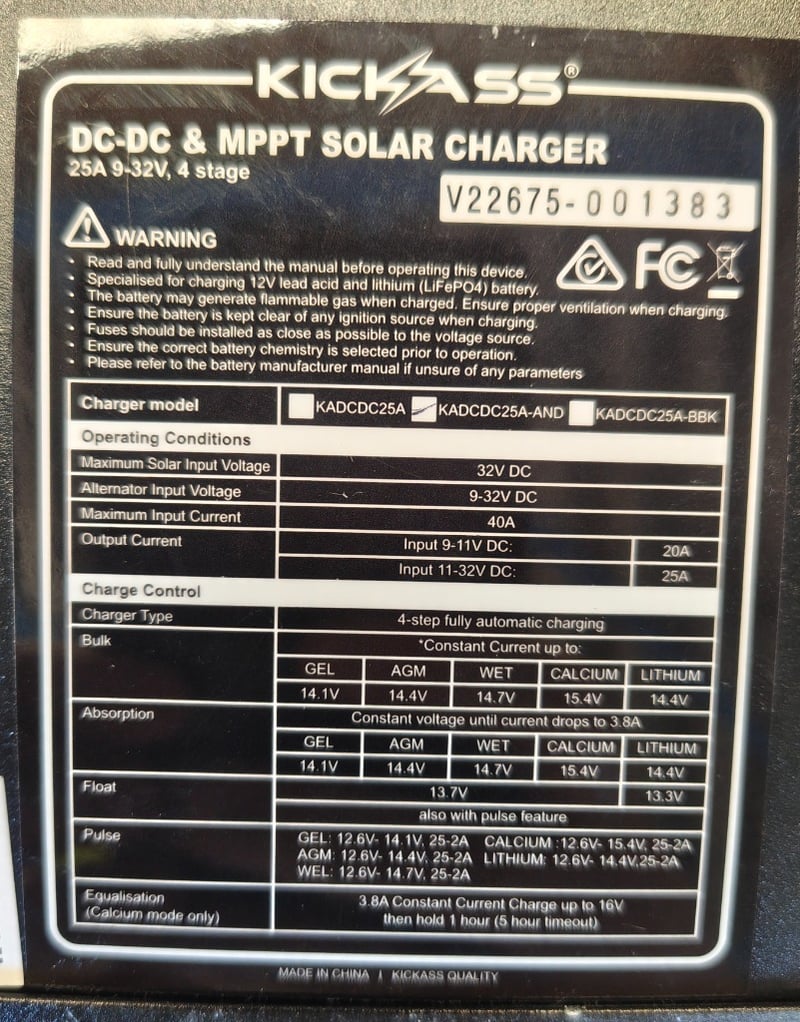 KICKASS®
DC-DC & MPPT SOLAR CHARGER
25A 9-32V, 4 stage
V22675-001383
WARNING
• Read and fully understand the manual before operating this device.
• Specialised for charging 12V lead acid and lithium (LiFePO4) battery.
• The battery may generate flammable gas when charged. Ensure proper ventilation when charging.
• Ensure the battery is kept clear of any ignition source when charging.
• Fuses should be installed as close as possible to the voltage source.
• Ensure the correct battery chemistry is selected prior to operation.
• Please refer to the battery manufacturer manual if unsure of any parameters
FC
Charger model KADCDC25A KADCDC25A-AND KADCDC25A-BBK
Operating Conditions
Maximum Solar Input Voltage 32V DC
Alternator Input Voltage 9-32V DC
Maximum Input Current 40A
Output Current Input 9-11V DC: 20A
Input 11-32V DC: 25A
Charge Control
Charger Type 4-step fully automatic charging
Bulk *Constant Current up to:
GEL AGM WET CALCIUM LITHIUM
14.1V 14.4V 14.7V 15.4V 14.4V
Absorption Constant voltage until current drops to 3.8A
GEL AGM WET CALCIUM LITHIUM
14.1V 14.4V 14.7V 15.4V 14.4V
Float 13.7V 13.3V
also with pulse feature
Pulse GEL: 12.6V- 14.1V, 25-2A CALCIUM :12.6V- 15.4V, 25-2A
AGM: 12.6V- 14.4V, 25-2A LITHIUM: 12.6V- 14.4V,25-2A
WEL: 12.6V- 14.7V, 25-2A
Equalisation 3.8A Constant Current Charge up to 16V
(Calcium mode only) then hold 1 hour (5 hour timeout)
MADE IN CHINA | KICKASS QUALITY